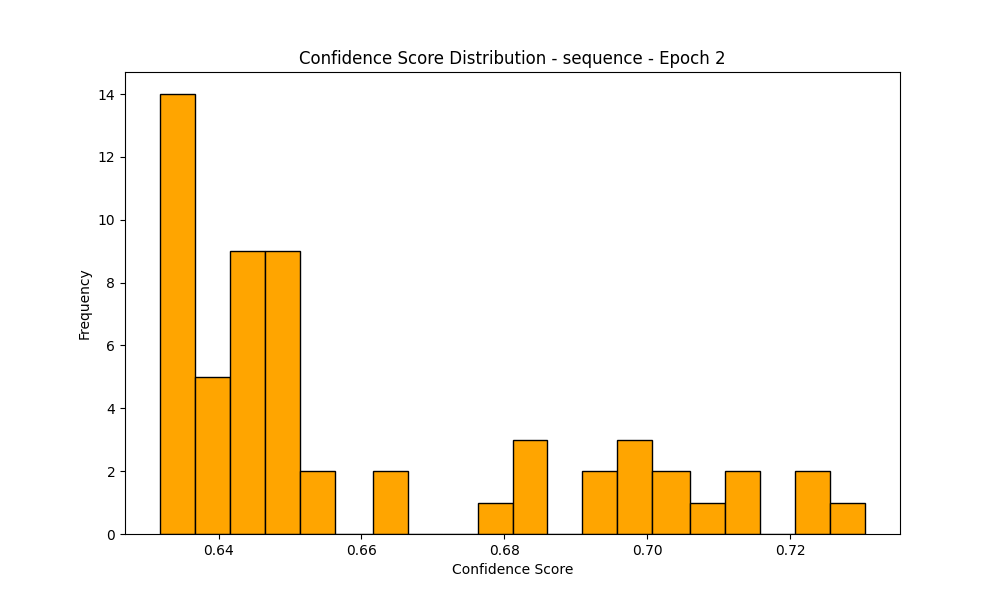 Confidence Score Distribution - sequence - Epoch 2
14
12
10
8
6
4
2
0
Frequency
0.64 0.66 0.68 0.70 0.72
Confidence Score